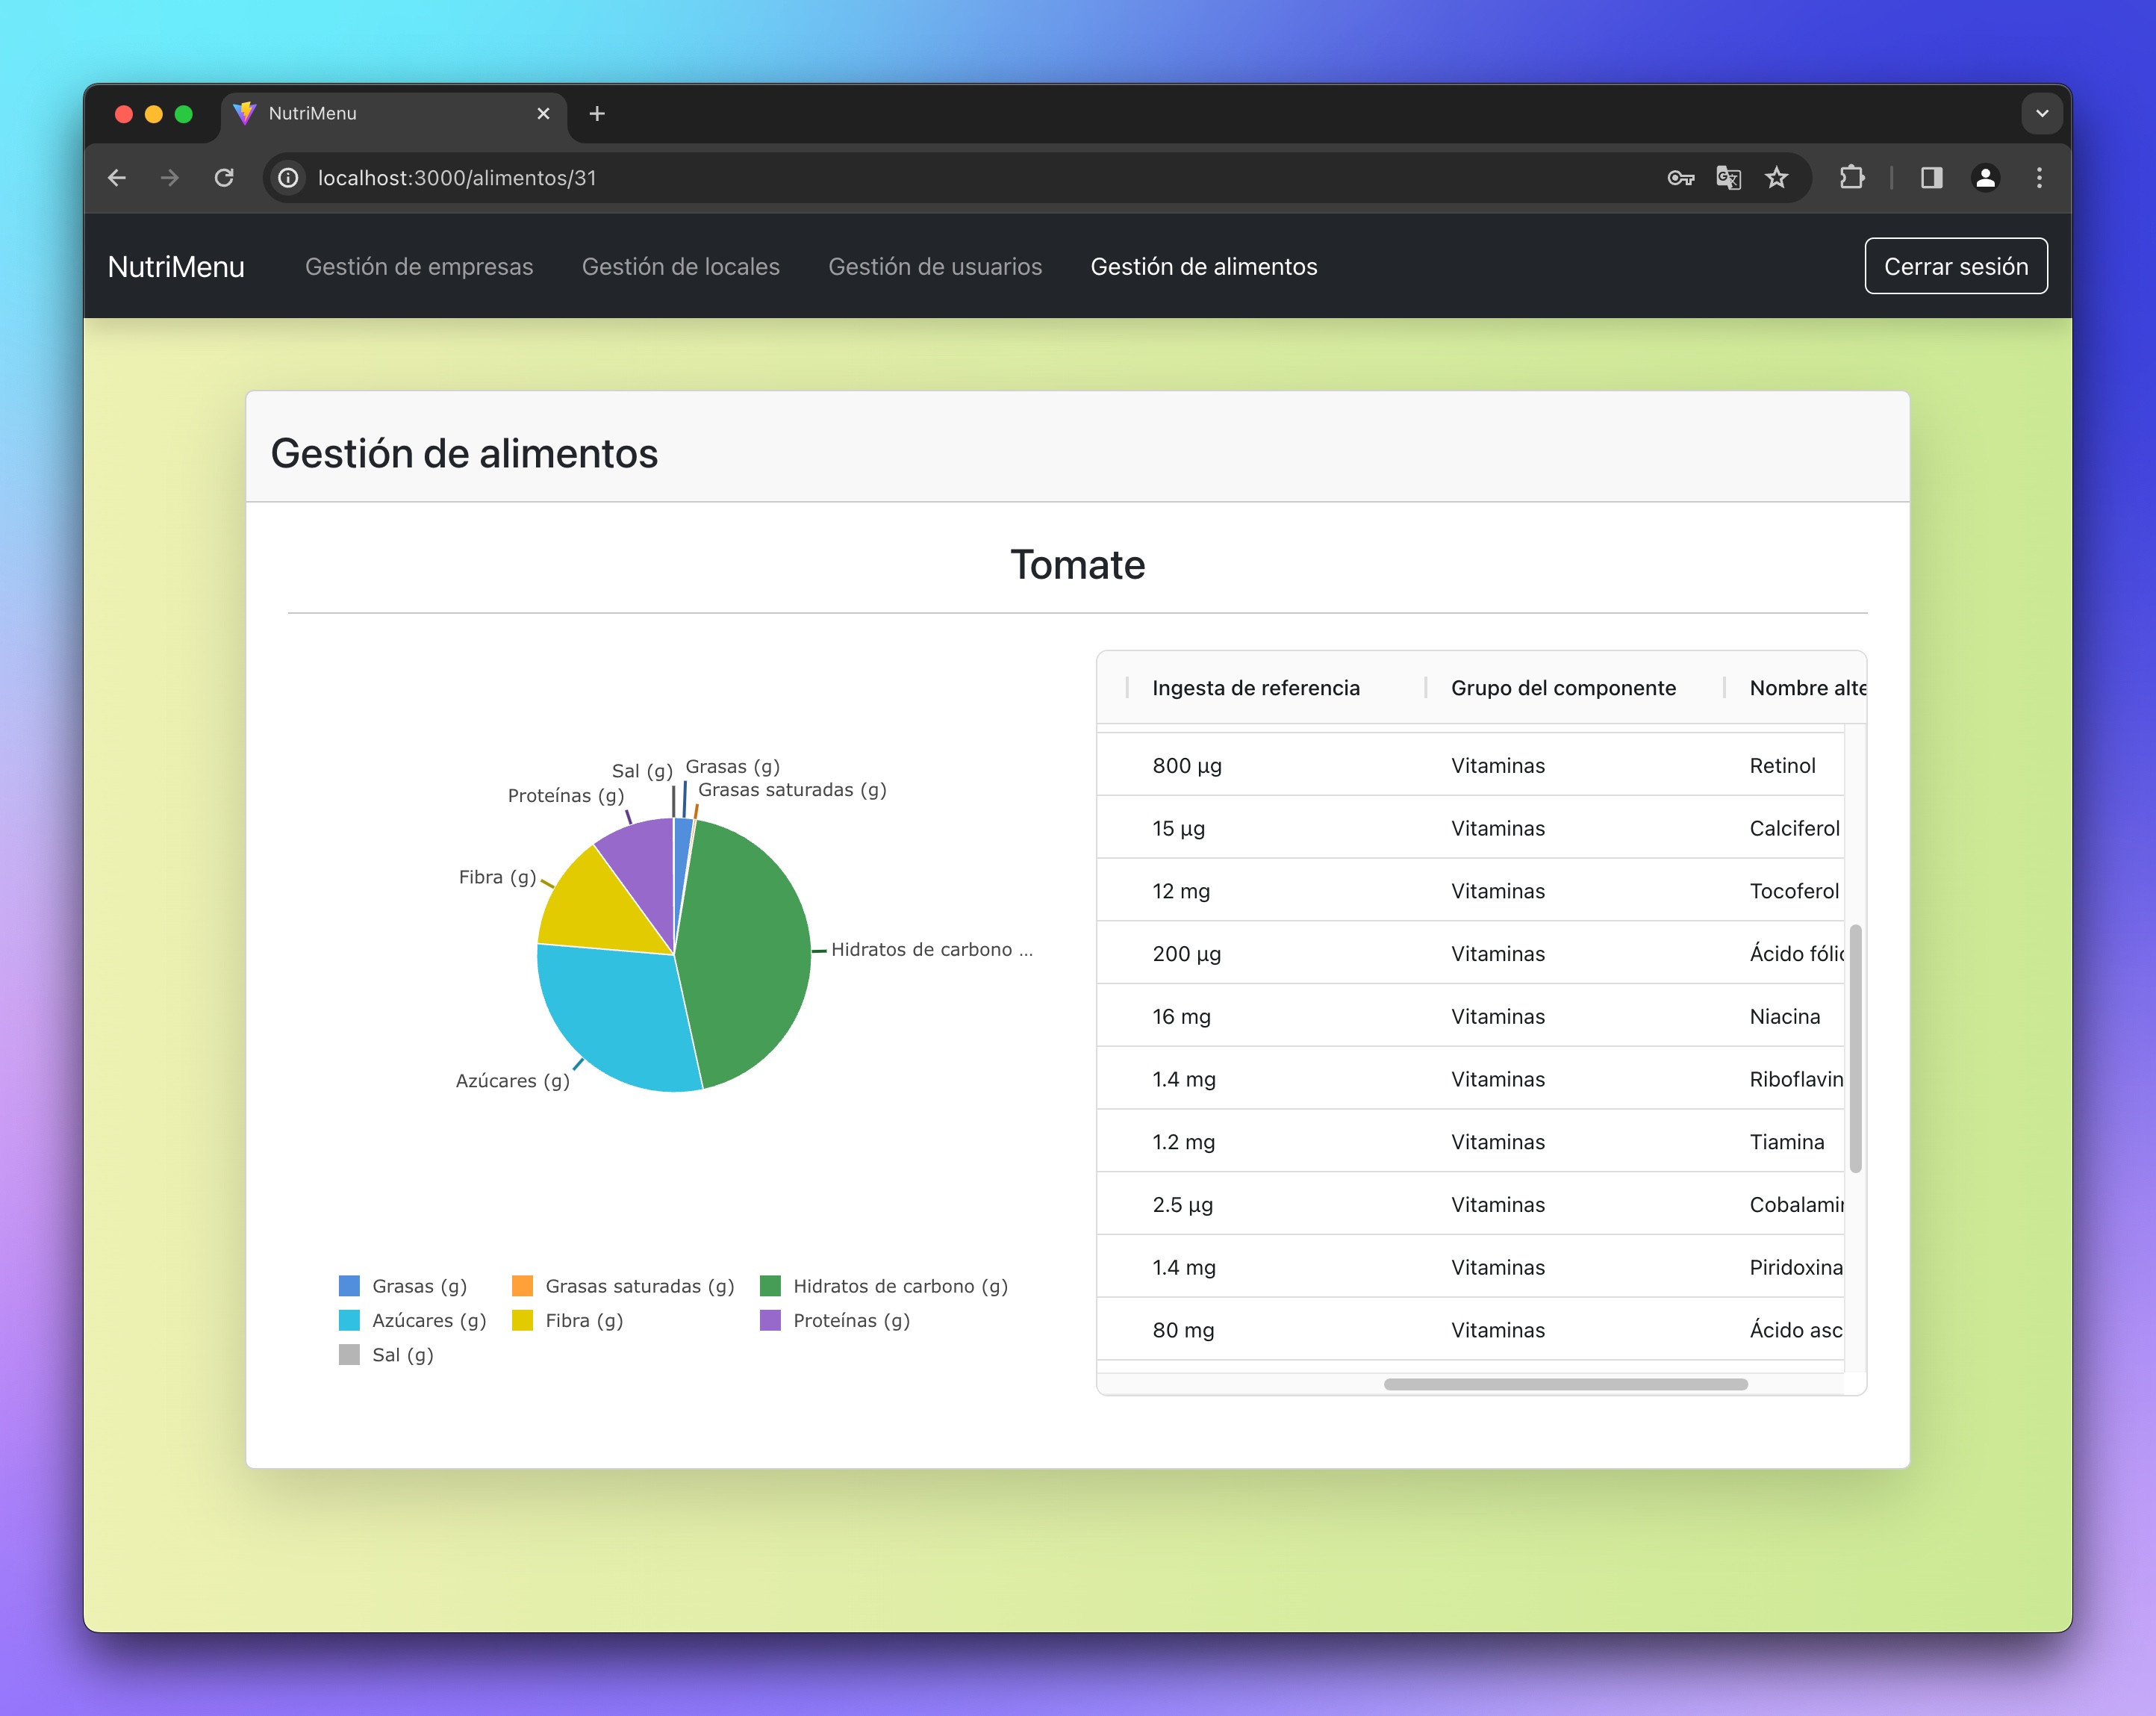 NutriMenu
localhost:3000/alimentos/31
NutriMenu Gestión de empresas Gestión de locales Gestión de usuarios Gestión de alimentos Cerrar sesión
Gestión de alimentos
Tomate
Sal (g) Grasas (g)
Proteínas (g) Grasas saturadas (g)
Fibra (g)
Hidratos de carbono ...
Azúcares (g)
Grasas (g) Grasas saturadas (g) Hidratos de carbono (g)
Azúcares (g) Fibra (g) Proteínas (g)
Sal (g)
Ingesta de referencia Grupo del componente Nombre alte
800 µg Vitaminas Retinol
15 µg Vitaminas Calciferol
12 mg Vitaminas Tocoferol
200 µg Vitaminas Ácido fólic
16 mg Vitaminas Niacina
1.4 mg Vitaminas Riboflavin
1.2 mg Vitaminas Tiamina
2.5 µg Vitaminas Cobalamin
1.4 mg Vitaminas Piridoxina
80 mg Vitaminas Ácido asc